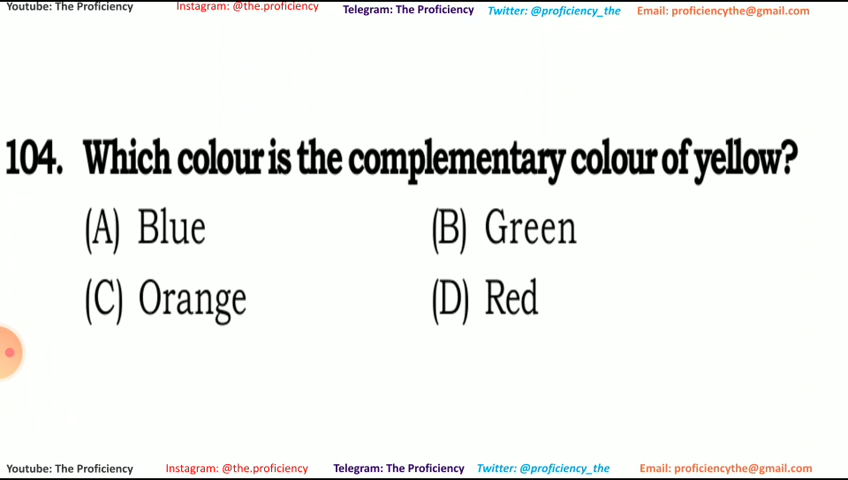 Youtube: The Proficiency Instagram: @the.proficiency Telegram: The Proficiency Twitter: @proficiency_the Email: proficiencythe@gmail.com
104. Which colour is the complementary colour of yellow?
(A) Blue (B) Green
(C) Orange (D) Red
Youtube: The Proficiency Instagram: @the.proficiency Telegram: The Proficiency Twitter: @proficiency_the Email: proficiencythe@gmail.com